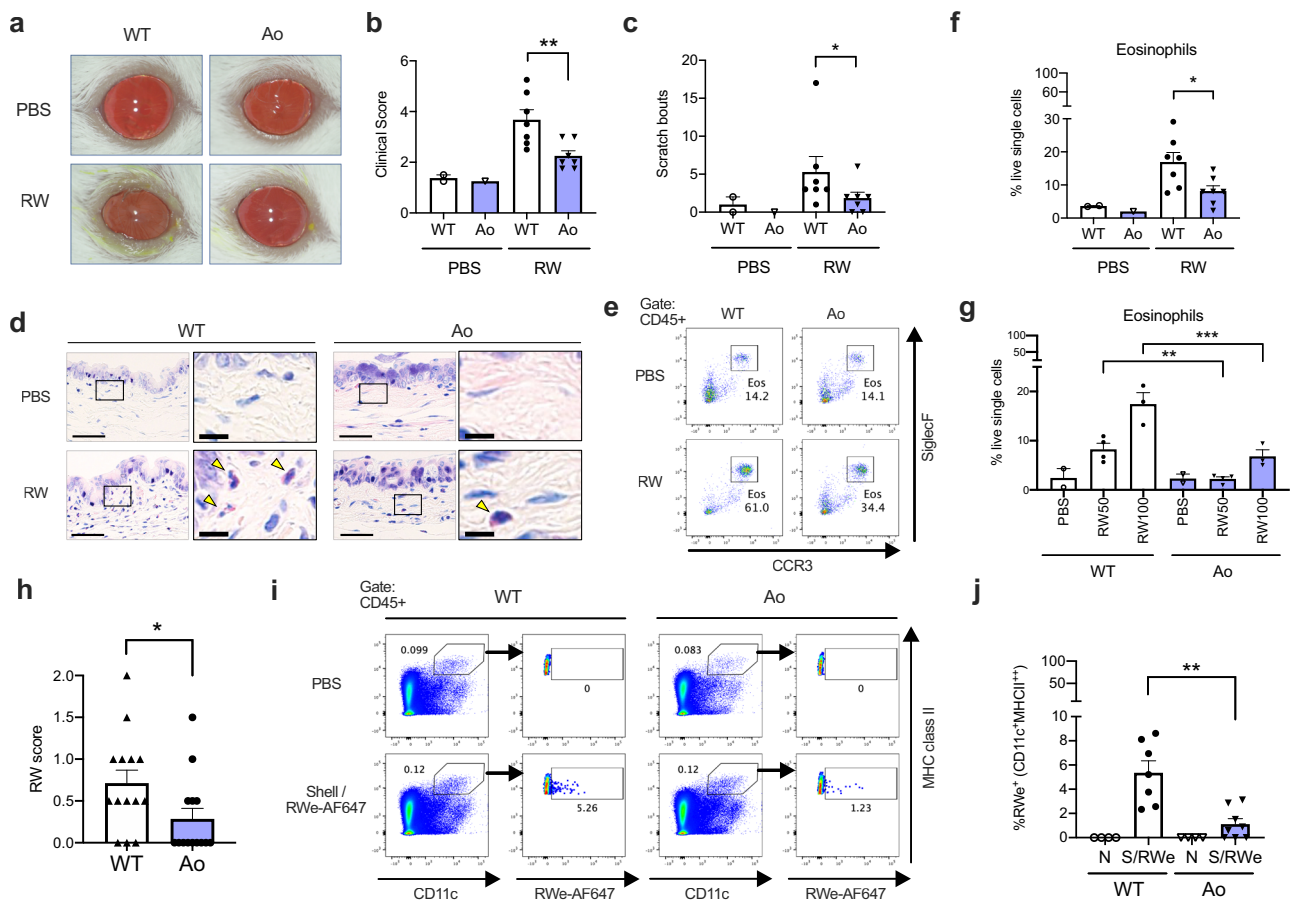 a
WT
Ao
PBS
RW
b
**
Clinical Score
6
4
2
0
WT
Ao
WT
Ao
PBS
RW
c
*
Scratch bouts
20
15
10
5
0
WT
Ao
WT
Ao
PBS
RW
f
Eosinophils
*
% live single cells
100
60
30
20
10
0
WT
Ao
WT
Ao
PBS
RW
d
WT
Ao
PBS
RW
e
Gate:
CD45+
WT
Ao
PBS
Eos
14.2
Eos
14.1
RW
Eos
61.0
Eos
34.4
SiglecF
CCR3
g
Eosinophils
***
**
% live single cells
100
50
20
10
0
PBS
RW50
RW100
PBS
RW50
RW100
WT
Ao
h
*
RW score
2.0
1.5
1.0
0.5
0.0
WT
Ao
i
Gate:
CD45+
WT
Ao
PBS
0.099
0
0.083
0
Shell /
RWe-AF647
0.12
5.26
0.12
1.23
MHC class II
CD11c
RWe-AF647
CD11c
RWe-AF647
j
**
%RWe⁺ (CD11c⁺MHCII⁺⁺)
100
50
8
6
4
2
0
N
S/RWe
N
S/RWe
WT
Ao